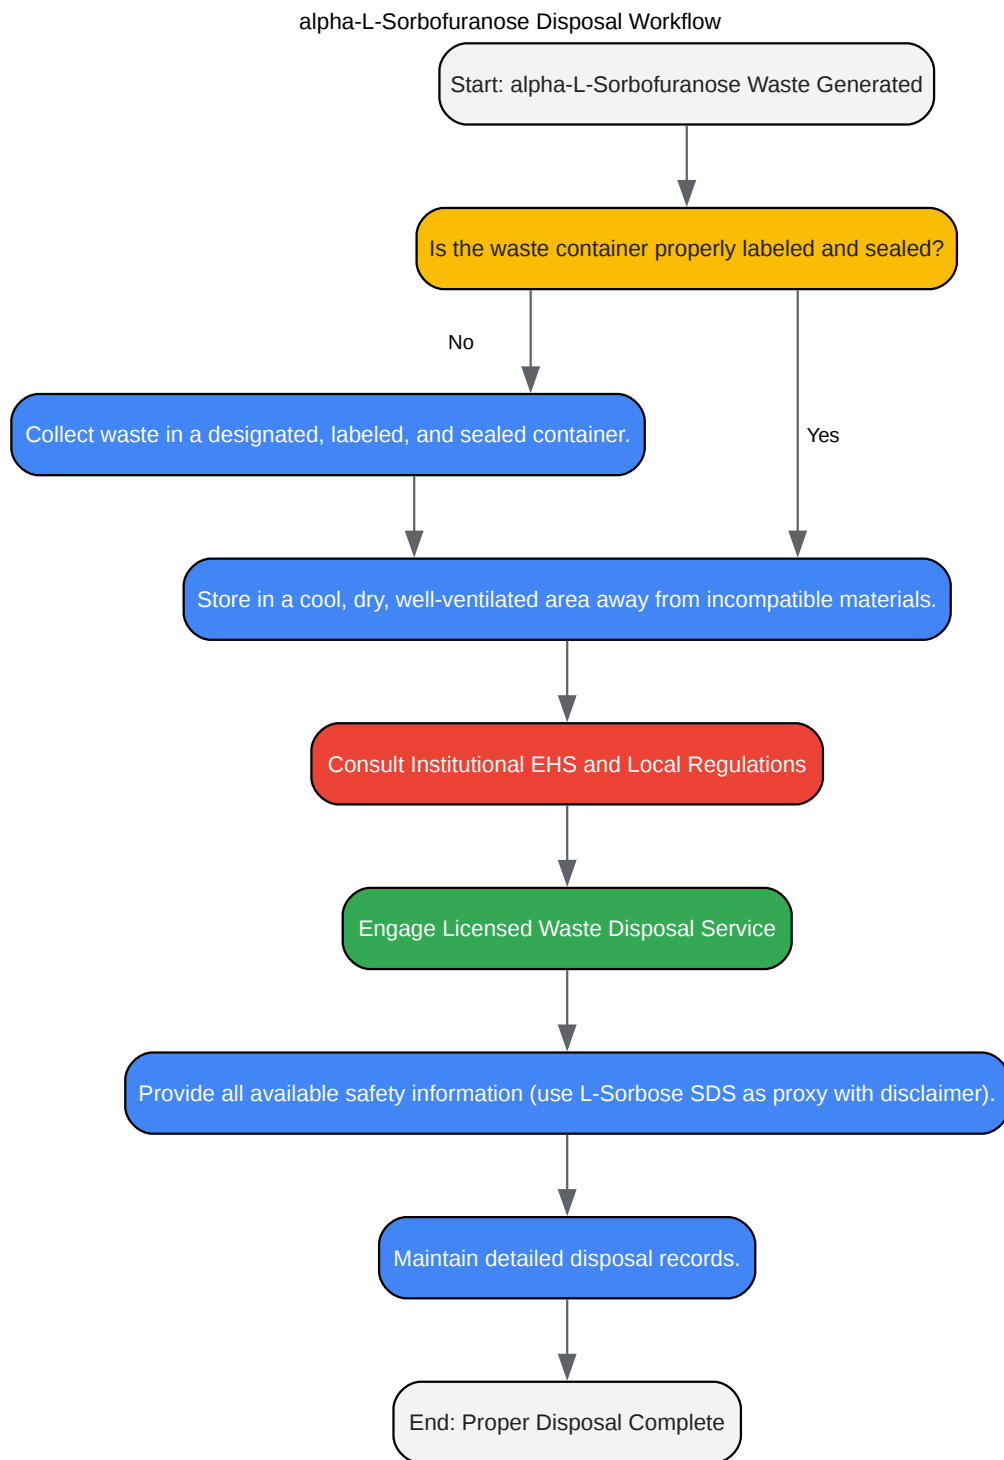 alpha-L-Sorbofuranose Disposal Workflow
Start: alpha-L-Sorbofuranose Waste Generated
Is the waste container properly labeled and sealed?
No
Collect waste in a designated, labeled, and sealed container.
Yes
Store in a cool, dry, well-ventilated area away from incompatible materials.
Consult Institutional EHS and Local Regulations
Engage Licensed Waste Disposal Service
Provide all available safety information (use L-Sorbose SDS as proxy with disclaimer).
Maintain detailed disposal records.
End: Proper Disposal Complete